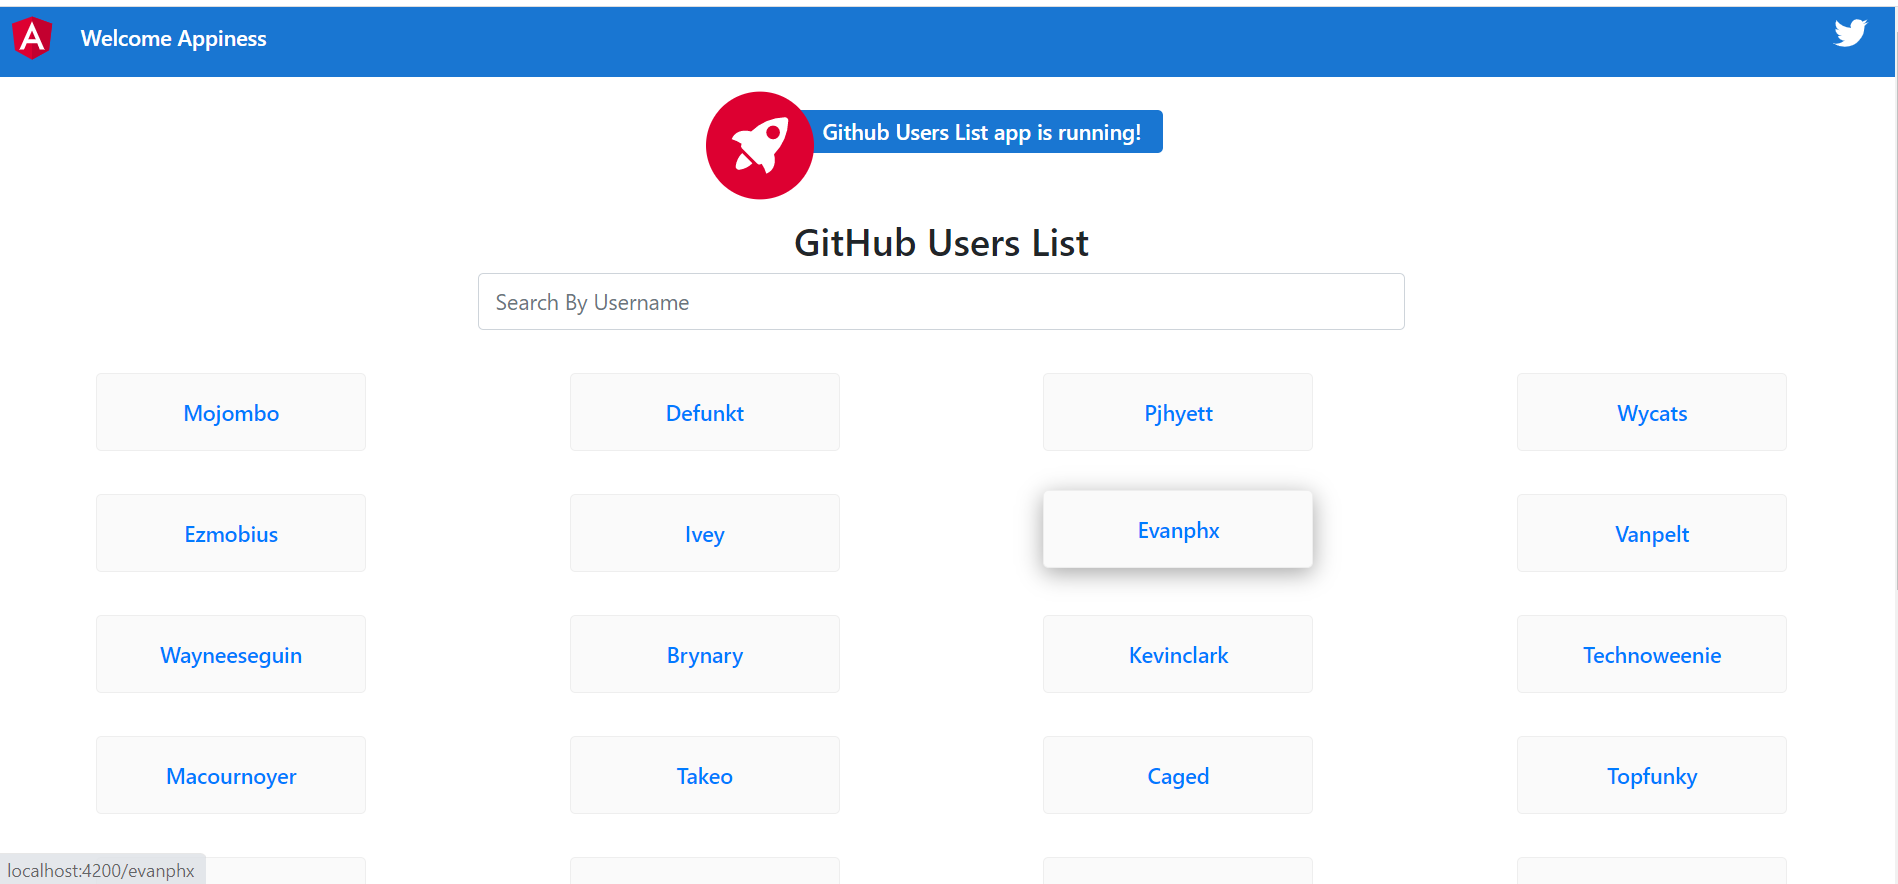 Welcome Appiness
Github Users List app is running!
GitHub Users List
Search By Username
Mojombo
Defunkt
Pjhyett
Wycats
Ezmobius
Ivey
Evanphx
Vanpelt
Wayneeseguin
Brynary
Kevinclark
Technoweenie
Macournoyer
Takeo
Caged
Topfunky
localhost:4200/evanphx